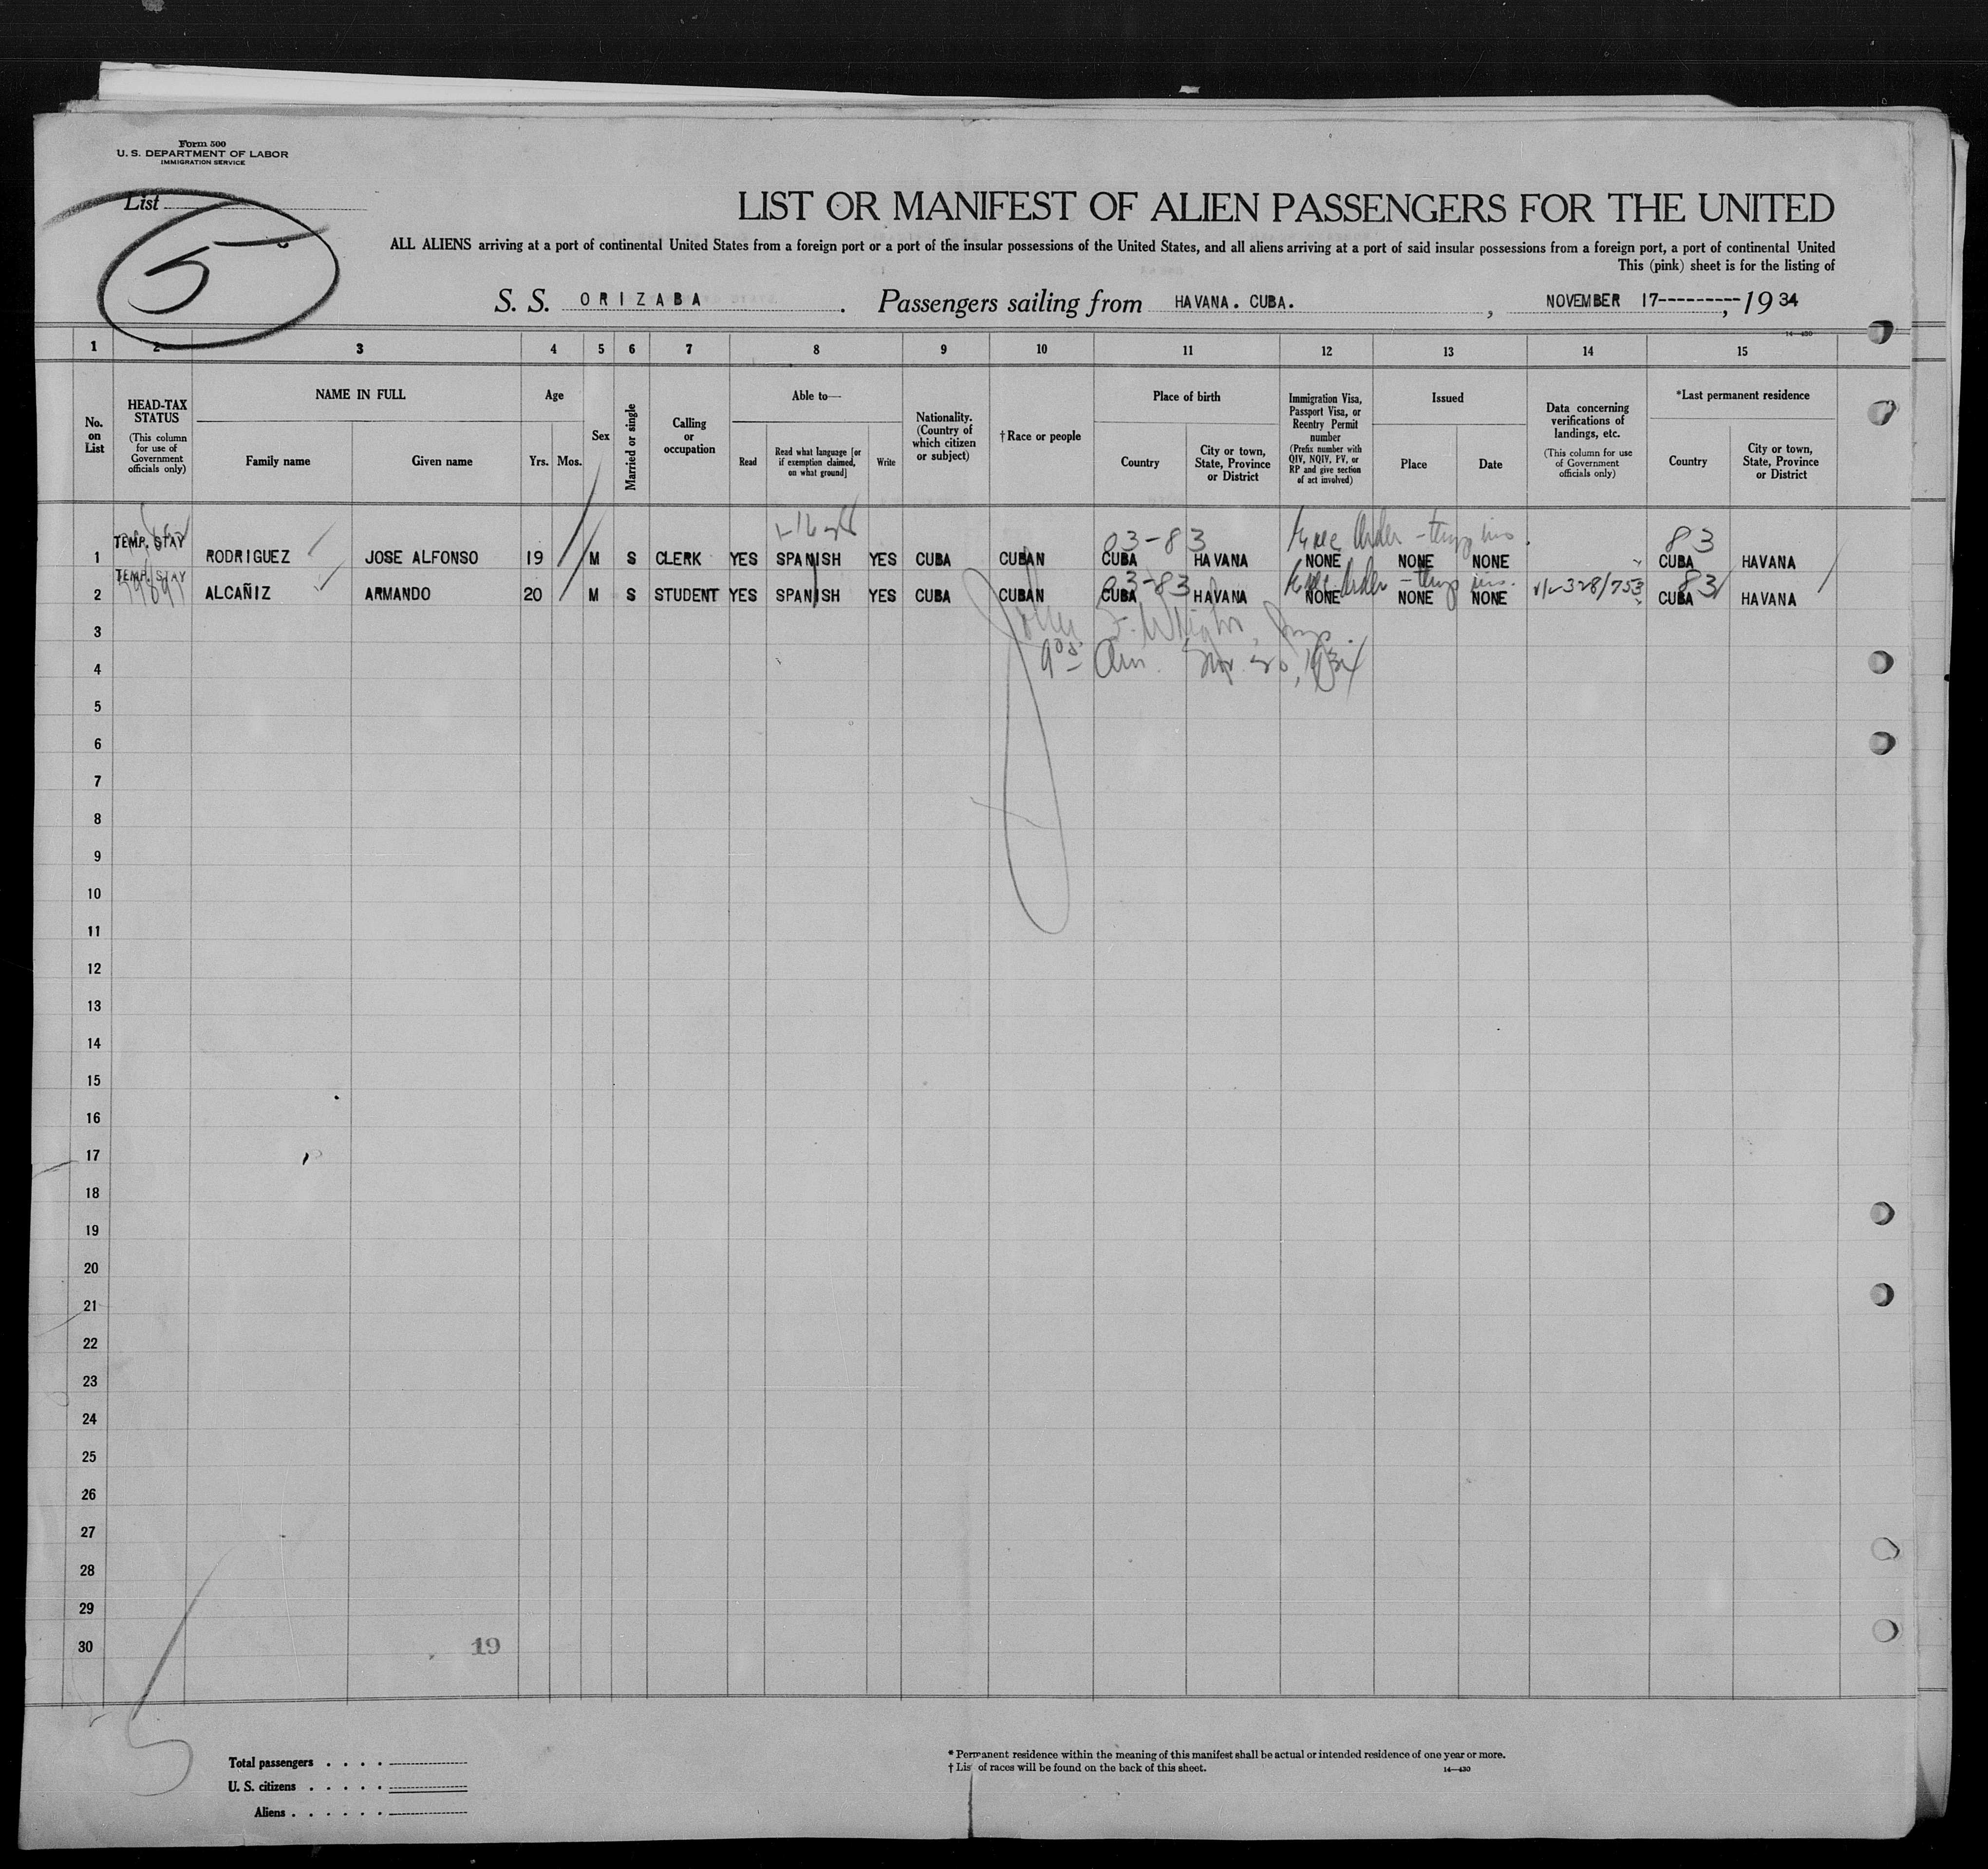 Form 500
U. S. DEPARTMENT OF LABOR
IMMIGRATION SERVICE
List
5
LIST OR MANIFEST OF ALIEN PASSENGERS FOR THE UNITED
ALL ALIENS arriving at a port of continental United States from a foreign port or a port of the insular possessions of the United States, and all aliens arriving at a port of said insular possessions from a foreign port, a port of continental United
This (pink) sheet is for the listing of
S. S. ORIZABA. Passengers sailing from HAVANA. CUBA., NOVEMBER 17---------, 1934
14—430
1 2 3 4 5 6 7 8 9 10 11 12 13 14 15
No. on List
HEAD-TAX STATUS (This column for use of Government officials only)
NAME IN FULL
Family name Given name
Age
Yrs. Mos.
Sex
Married or single
Calling or occupation
Able to—
Read Read what language [or if exemption claimed, on what ground] Write
Nationality. (Country of which citizen or subject)
†Race or people
Place of birth
Country City or town, State, Province or District
Immigration Visa, Passport Visa, or Reentry Permit number (Prefix number with QIV, NQIV, PV, or RP and give section of act involved)
Issued
Place Date
Data concerning verifications of landings, etc. (This column for use of Government officials only)
*Last permanent residence
Country City or town, State, Province or District
03-83 Exec Order 83
TEMP. STAY
1 RODRIGUEZ JOSE ALFONSO 19 M S CLERK YES SPANISH YES CUBA CUBAN CUBA HAVANA NONE NONE NONE CUBA HAVANA
03-83 Exec Order 83
TEMP. STAY
2 ALCAÑIZ ARMANDO 20 M S STUDENT YES SPANISH YES CUBA CUBAN CUBA HAVANA NONE NONE NONE CUBA HAVANA
3
4
5
6
7
8
9
10
11
12
13
14
15
16
17
18
19
20
21
22
23
24
25
26
27
28
29
30 19
Total passengers . . . .
U. S. citizens . . . . .
Aliens . . . . . .
* Permanent residence within the meaning of this manifest shall be actual or intended residence of one year or more.
† List of races will be found on the back of this sheet. 14—430